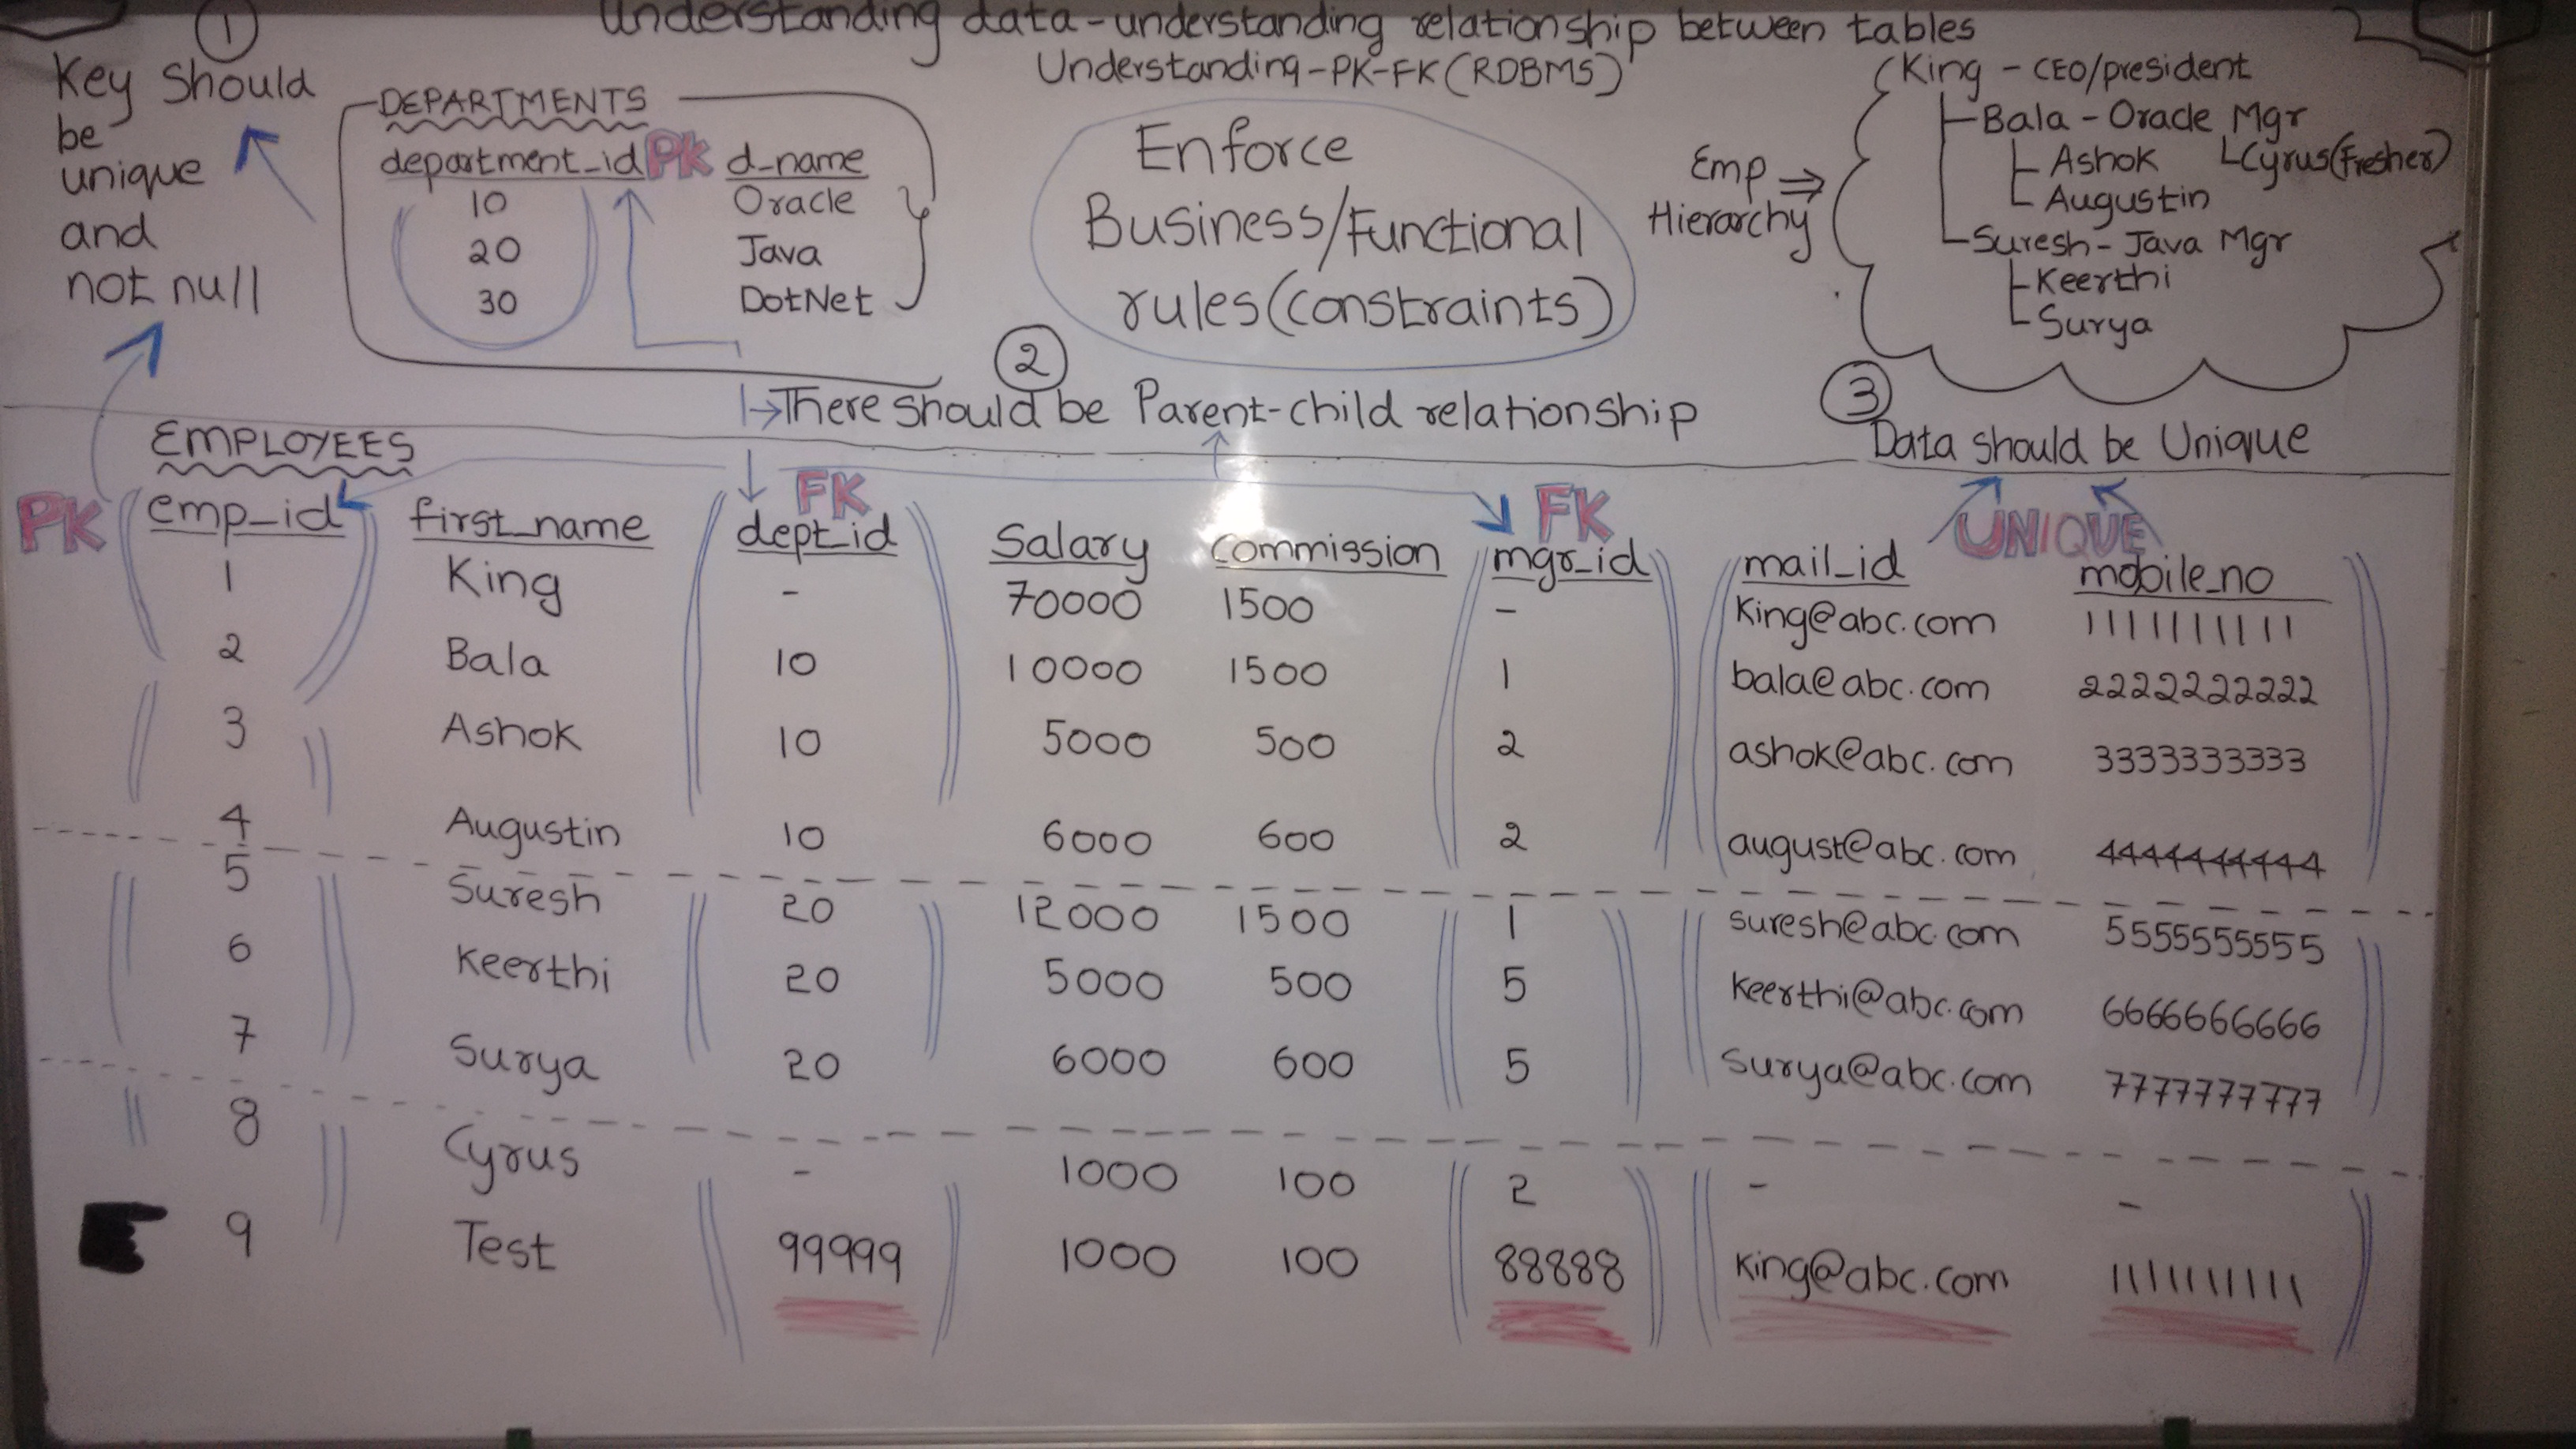 Understanding data-understanding relationship between tables
Understanding-PK-FK(RDBMS)
1
Key Should
be
unique
and
not null
DEPARTMENTS
department_id PK d_name
10 Oracle
20 Java
30 DotNet
Enforce
Business/Functional
rules(constraints)
Emp
Hierarchy
King - CEO/president
Bala - Oracle Mgr
Ashok Cyrus(Fresher)
Augustin
Suresh - Java Mgr
Keerthi
Surya
2
There should be Parent-child relationship
3
Data should be Unique
EMPLOYEES
PK FK FK UNIQUE
emp_id first_name dept_id Salary commission mgr_id mail_id mobile_no
1 King - 70000 1500 - King@abc.com 1111111111
2 Bala 10 10000 1500 1 bala@abc.com 2222222222
3 Ashok 10 5000 500 2 ashok@abc.com 3333333333
4 Augustin 10 6000 600 2 august@abc.com 4444444444
5 Suresh 20 12000 1500 1 suresh@abc.com 5555555555
6 Keerthi 20 5000 500 5 Keerthi@abc.com 6666666666
7 Surya 20 6000 600 5 Surya@abc.com 7777777777
8 Cyrus - 1000 100 2 - -
9 Test 99999 1000 100 88888 King@abc.com 1111111111